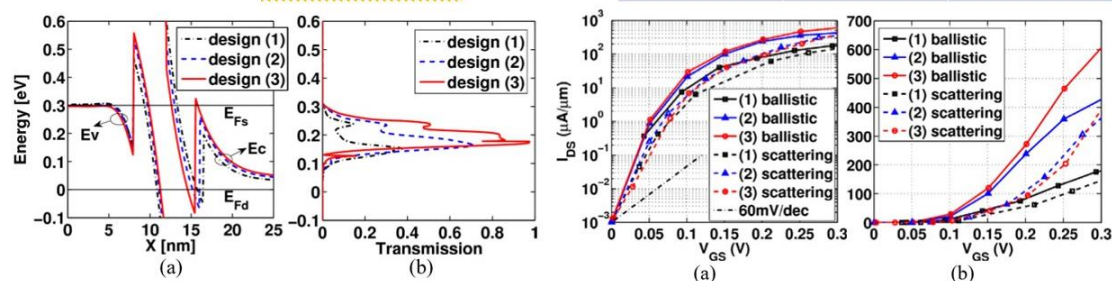 0.6
0.5
0.4
0.3
0.2
0.1
0
−0.1
Energy [eV]
design (1)
design (2)
design (3)
E_Fs
Ev
Ec
E_Fd
0 5 10 15 20 25
X [nm]
(a)
0.6
0.5
0.4
0.3
0.2
0.1
0
−0.1
design (1)
design (2)
design (3)
0 0.2 0.4 0.6 0.8 1
Transmission
(b)
10^3
10^2
10^1
10^0
10^−1
10^−2
10^−3
I_DS (μA/μm)
(1) ballistic
(2) ballistic
(3) ballistic
(1) scattering
(2) scattering
(3) scattering
60mV/dec
0 0.05 0.1 0.15 0.2 0.25 0.3
V_GS (V)
(a)
700
600
500
400
300
200
100
0
(1) ballistic
(2) ballistic
(3) ballistic
(1) scattering
(2) scattering
(3) scattering
0 0.05 0.1 0.15 0.2 0.25 0.3
V_GS (V)
(b)